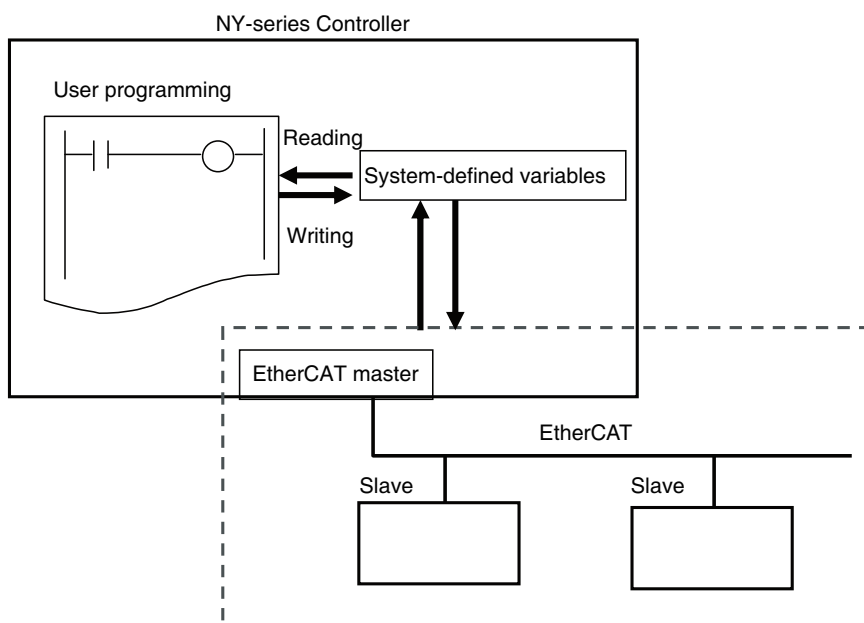 NY-series Controller
User programming
Reading
System-defined variables
Writing
EtherCAT master
EtherCAT
Slave
Slave